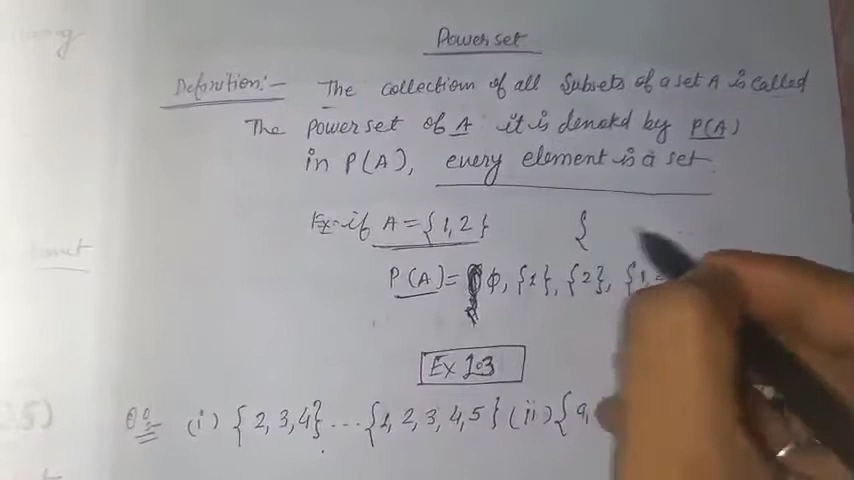 Power set
Definition:- The collection of all Subsets of a set A is called
The power set of A. it is denoted by P(A)
in P(A), every element is a set.
Ex- if A = {1, 2} {
P(A) = ϕ, {1}, {2}, {1, 2
Ex 1.3
(i) {2, 3, 4} ... {1, 2, 3, 4, 5} (ii) {a,